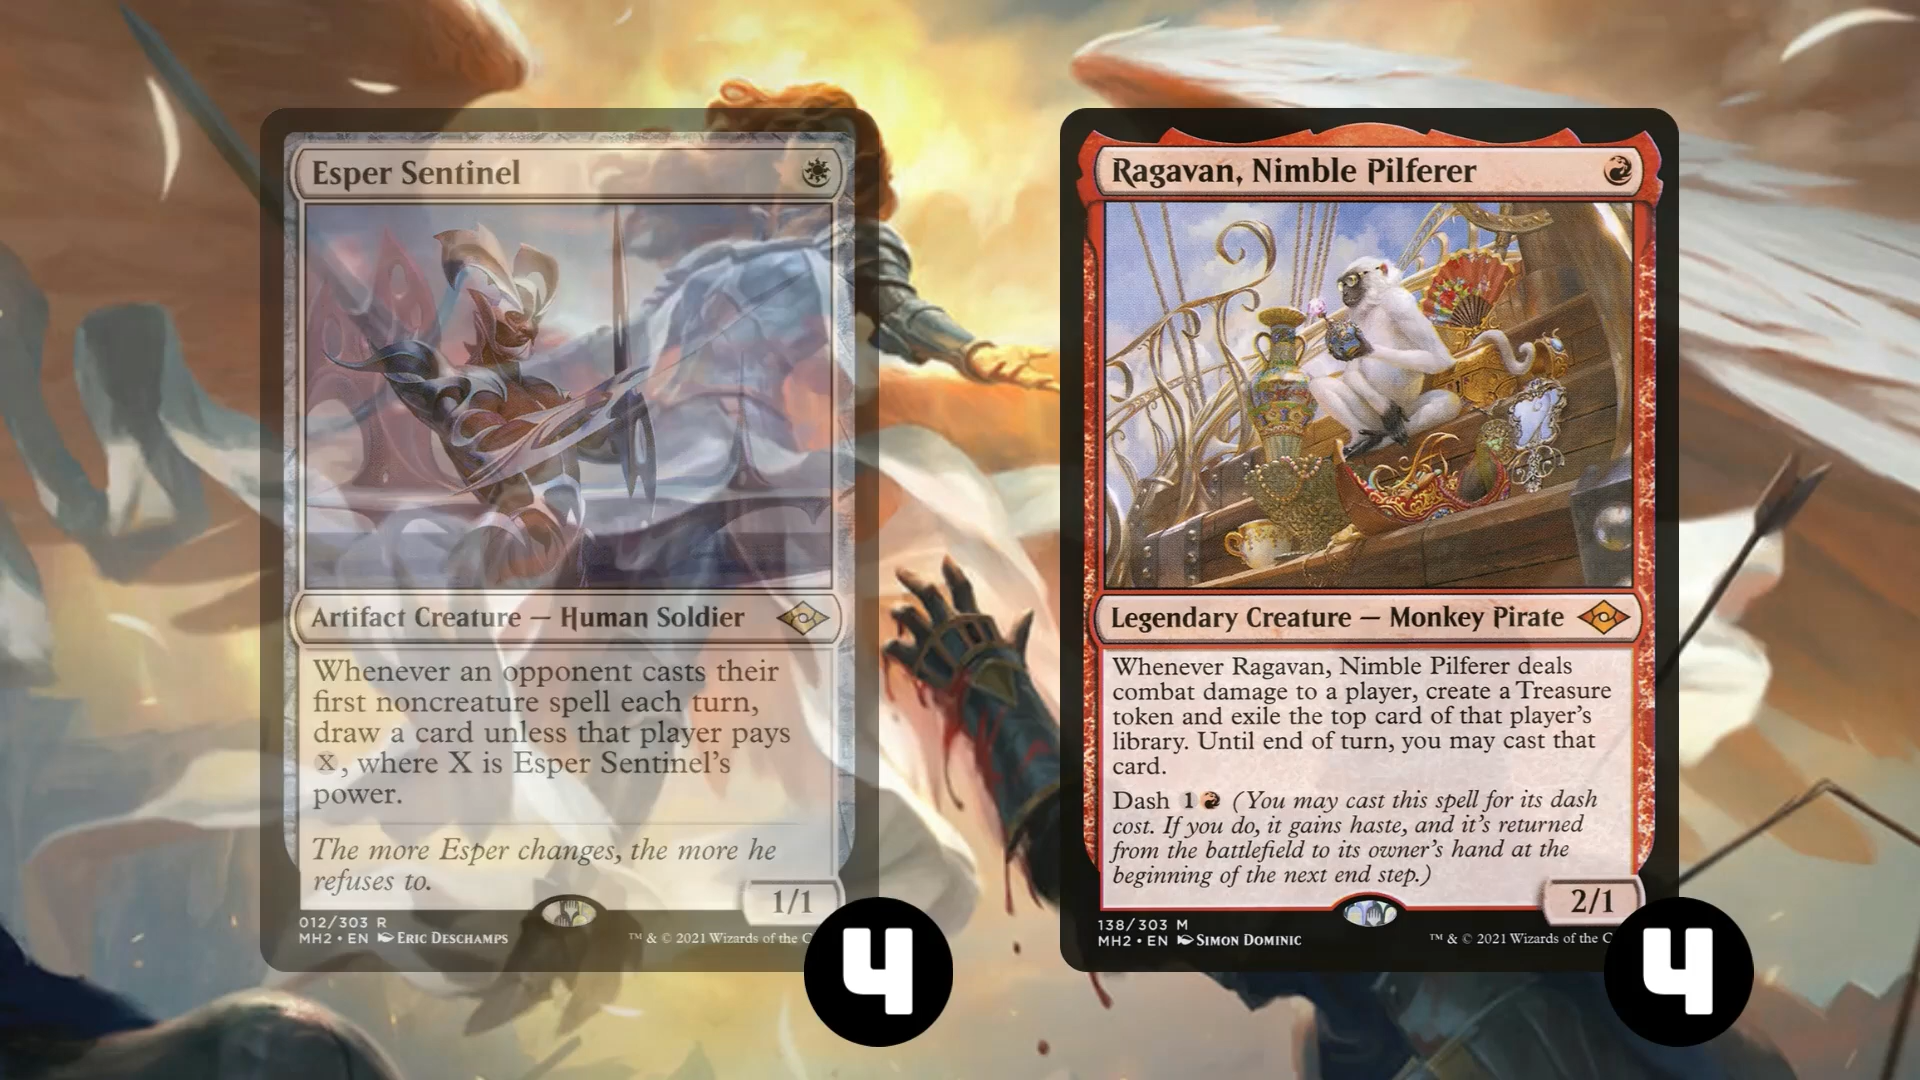 Esper Sentinel
Artifact Creature — Human Soldier
Whenever an opponent casts their
first noncreature spell each turn,
draw a card unless that player pays
X, where X is Esper Sentinel's
power.
The more Esper changes, the more he
refuses to.
1/1
012/303 R
MH2 • EN Eric Deschamps
™ & © 2021 Wizards of the C
4
Ragavan, Nimble Pilferer
Legendary Creature — Monkey Pirate
Whenever Ragavan, Nimble Pilferer deals
combat damage to a player, create a Treasure
token and exile the top card of that player's
library. Until end of turn, you may cast that
card.
Dash 1 (You may cast this spell for its dash
cost. If you do, it gains haste, and it's returned
from the battlefield to its owner's hand at the
beginning of the next end step.)
2/1
138/303 M
MH2 • EN Simon Dominic
™ & © 2021 Wizards of the C
4